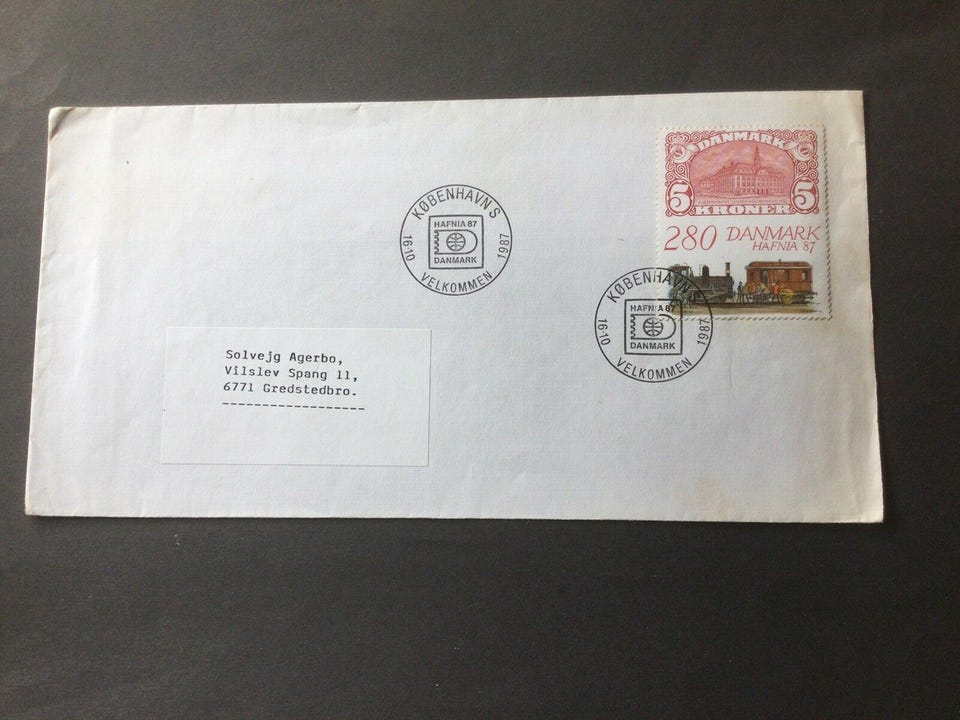 DANMARK
5 5
KRONER
280 DANMARK
HAFNIA 87
KØBENHAVN S
HAFNIA 87
DANMARK
16.10 1987
VELKOMMEN
KØBENHAVN S
HAFNIA 87
DANMARK
16.10 1987
VELKOMMEN
Solvejg Agerbo,
Vilslev Spang 11,
6771 Gredstedbro.